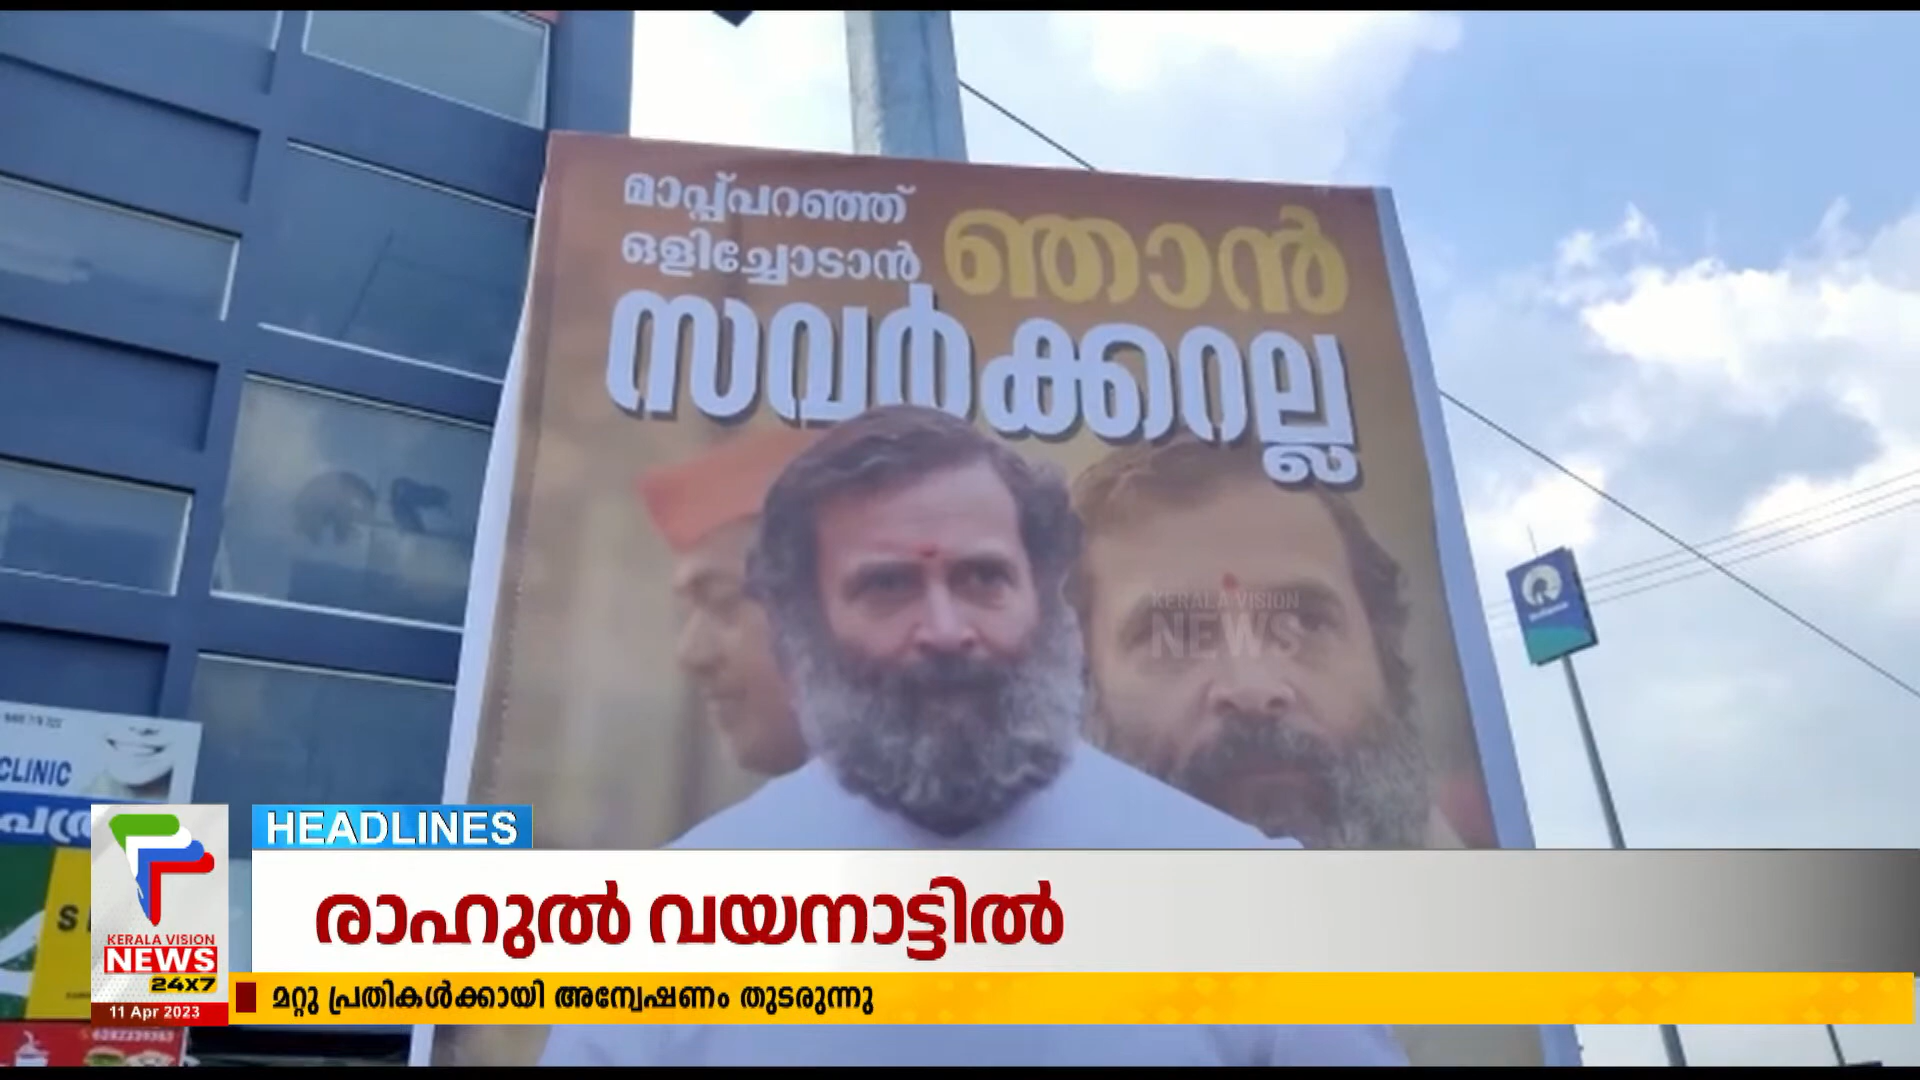 മാപ്പ്പറഞ്ഞ്
ഒളിച്ചോടാൻ ഞാൻ
സവർക്കറല്ല
KERALA VISION
NEWS
CLINIC
HEADLINES
രാഹുൽ വയനാട്ടിൽ
KERALA VISION
NEWS
24x7
11 Apr 2023
മറ്റു പ്രതികൾക്കായി അന്വേഷണം തുടരുന്നു